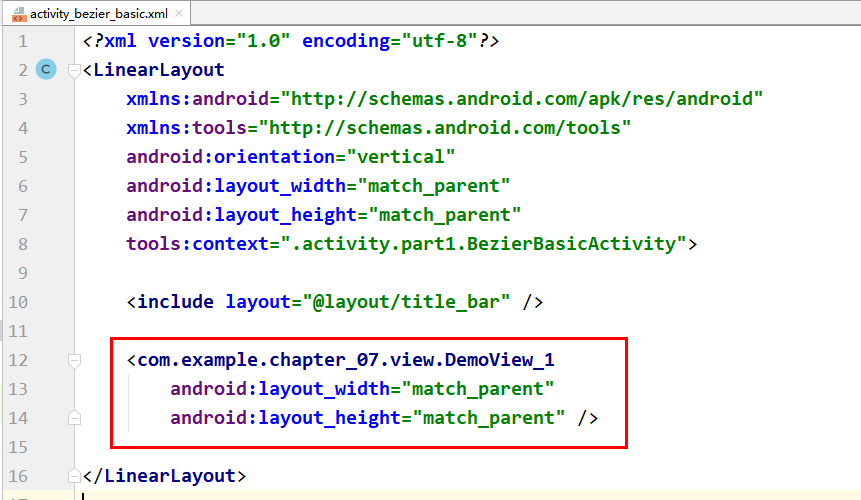 activity_bezier_basic.xml
1 <?xml version="1.0" encoding="utf-8"?>
2 C <LinearLayout
3 xmlns:android="http://schemas.android.com/apk/res/android"
4 xmlns:tools="http://schemas.android.com/tools"
5 android:orientation="vertical"
6 android:layout_width="match_parent"
7 android:layout_height="match_parent"
8 tools:context=".activity.part1.BezierBasicActivity">
9
10 <include layout="@layout/title_bar" />
11
12 <com.example.chapter_07.view.DemoView_1
13 android:layout_width="match_parent"
14 android:layout_height="match_parent" />
15
16 </LinearLayout>